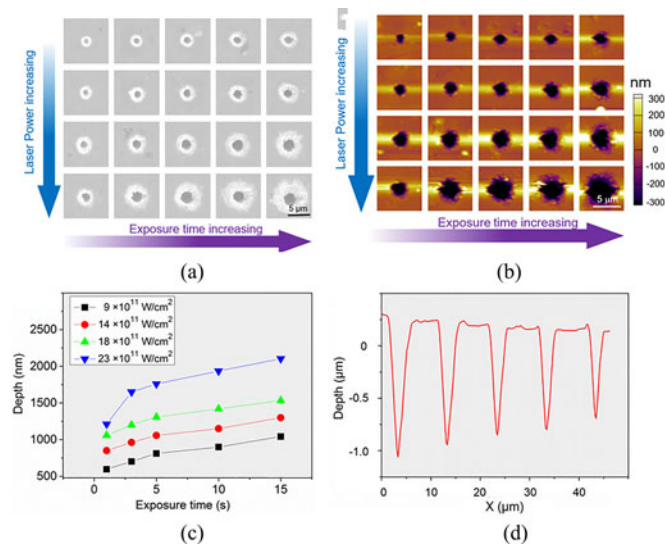 (a)
Laser Power increasing
5 µm
Exposure time increasing
(b)
Laser Power increasing
nm
300
200
100
0
-100
-200
-300
5 µm
Exposure time increasing
(c)
Depth (nm)
2500
2000
1500
1000
500
9 ×10¹¹ W/cm²
14 ×10¹¹ W/cm²
18 ×10¹¹ W/cm²
23 ×10¹¹ W/cm²
0 5 10 15
Exposure time (s)
(d)
Depth (µm)
0
-0.5
-1.0
0 10 20 30 40
X (µm)